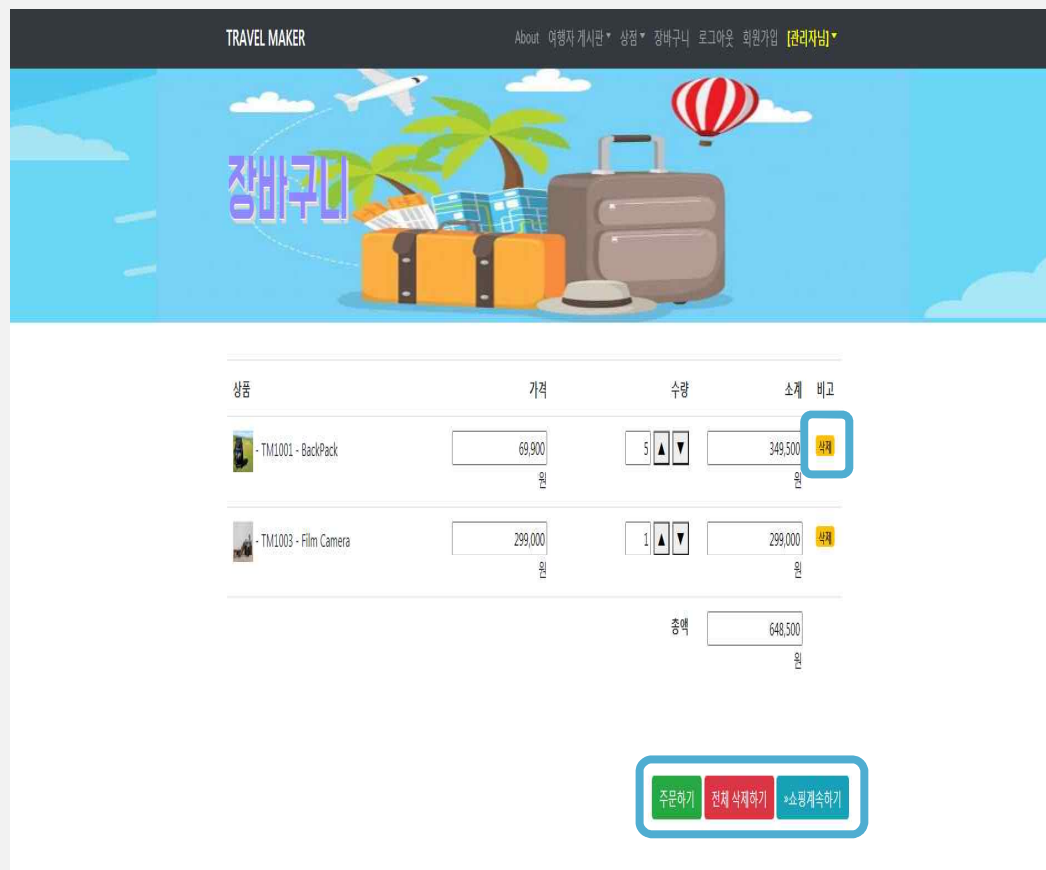 TRAVEL MAKER About 여행자 게시판▾ 상점▾ 장바구니 로그아웃 회원가입 [관리자님]▾
장바구니
상품 가격 수량 소계 비고
- TM1001 - BackPack 69,900 5 ▲ ▼ 349,500 삭제
원 원
- TM1003 - Film Camera 299,000 1 ▲ ▼ 299,000 삭제
원 원
총액 648,500
원
주문하기 전체 삭제하기 »쇼핑계속하기